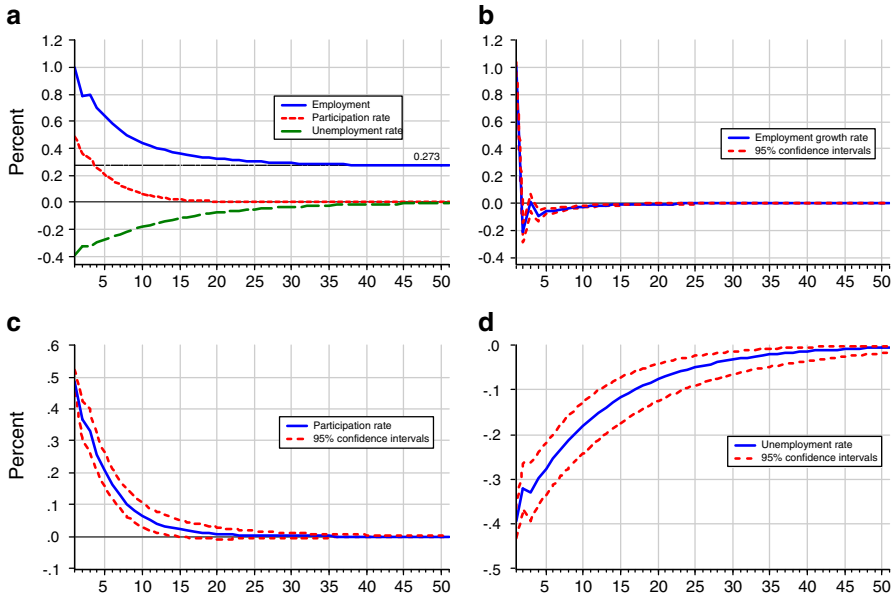 a
Percent
1.2
1.0
0.8
0.6
0.4
0.2
0.0
-0.2
-0.4
Employment
Participation rate
Unemployment rate
0.273
5 10 15 20 25 30 35 40 45 50
b
1.2
1.0
0.8
0.6
0.4
0.2
0.0
-0.2
-0.4
Employment growth rate
95% confidence intervals
5 10 15 20 25 30 35 40 45 50
c
Percent
.6
.5
.4
.3
.2
.1
.0
-.1
Participation rate
95% confidence intervals
5 10 15 20 25 30 35 40 45 50
d
.0
-.1
-.2
-.3
-.4
-.5
Unemployment rate
95% confidence intervals
5 10 15 20 25 30 35 40 45 50